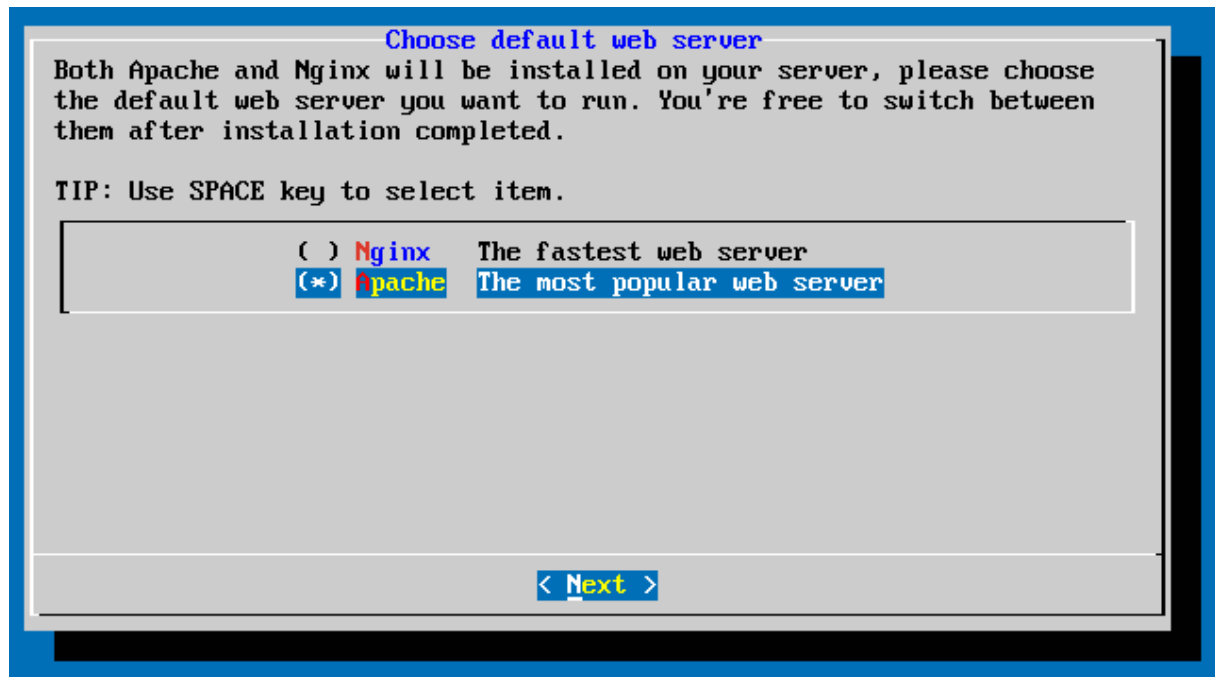 Choose default web server
Both Apache and Nginx will be installed on your server, please choose
the default web server you want to run. You're free to switch between
them after installation completed.
TIP: Use SPACE key to select item.
( ) Nginx The fastest web server
(*) Apache The most popular web server
< Next >